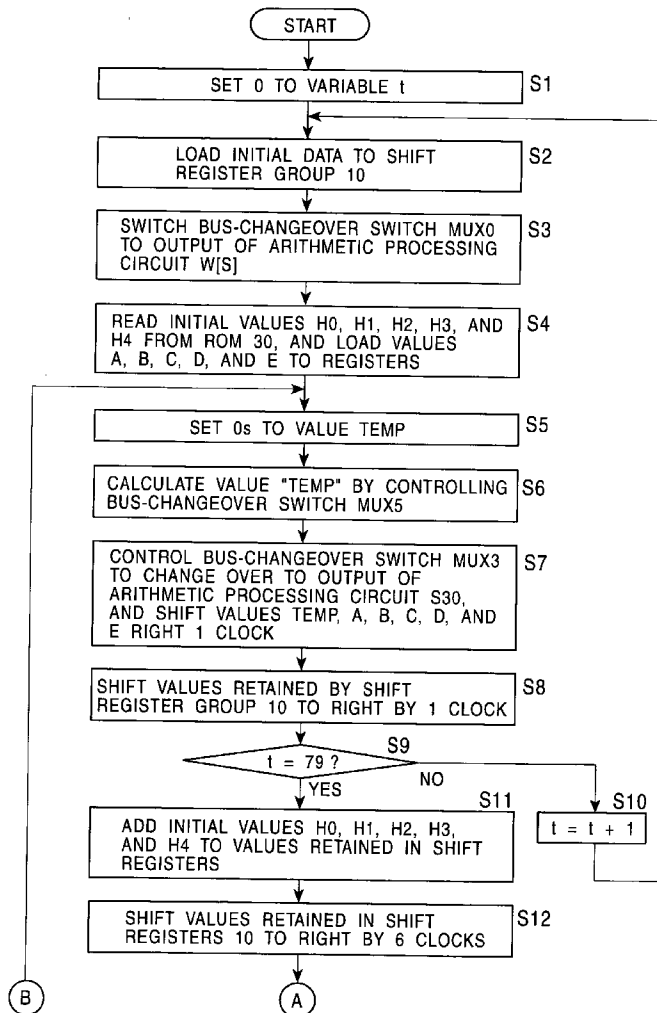 START
SET 0 TO VARIABLE t
S1
LOAD INITIAL DATA TO SHIFT
REGISTER GROUP 10
S2
SWITCH BUS-CHANGEOVER SWITCH MUX0
TO OUTPUT OF ARITHMETIC PROCESSING
CIRCUIT W[S]
S3
READ INITIAL VALUES H0, H1, H2, H3, AND
H4 FROM ROM 30, AND LOAD VALUES
A, B, C, D, AND E TO REGISTERS
S4
SET 0s TO VALUE TEMP
S5
CALCULATE VALUE "TEMP" BY CONTROLLING
BUS-CHANGEOVER SWITCH MUX5
S6
CONTROL BUS-CHANGEOVER SWITCH MUX3
TO CHANGE OVER TO OUTPUT OF
ARITHMETIC PROCESSING CIRCUIT S30,
AND SHIFT VALUES TEMP, A, B, C, D, AND
E RIGHT 1 CLOCK
S7
SHIFT VALUES RETAINED BY SHIFT
REGISTER GROUP 10 TO RIGHT BY 1 CLOCK
S8
t = 79 ?
S9
NO
YES
S10
t = t + 1
S11
ADD INITIAL VALUES H0, H1, H2, H3,
AND H4 TO VALUES RETAINED IN SHIFT
REGISTERS
SHIFT VALUES RETAINED IN SHIFT
REGISTERS 10 TO RIGHT BY 6 CLOCKS
S12
B
A